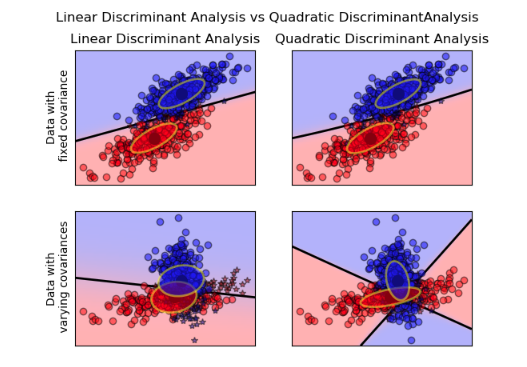 Linear Discriminant Analysis vs Quadratic DiscriminantAnalysis
Linear Discriminant Analysis
Quadratic Discriminant Analysis
Data with
fixed covariance
Data with
varying covariances